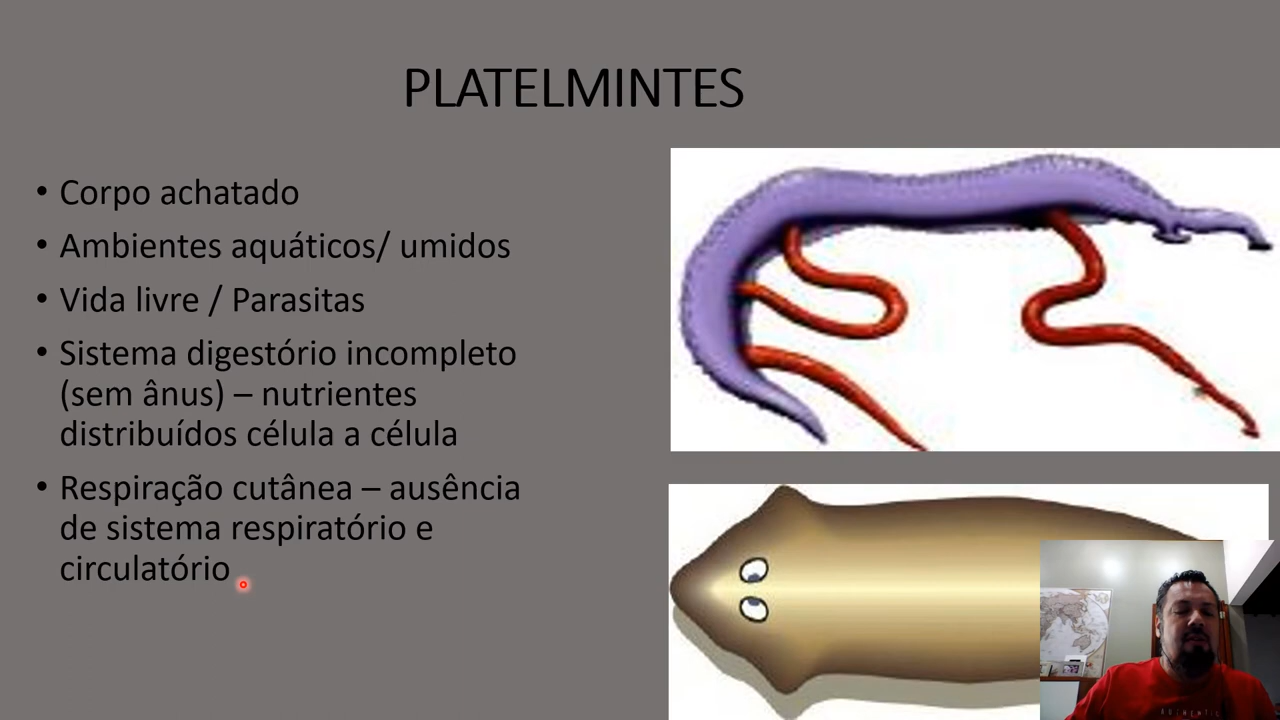 PLATELMINTES
• Corpo achatado
• Ambientes aquáticos/ umidos
• Vida livre / Parasitas
• Sistema digestório incompleto
(sem ânus) – nutrientes
distribuídos célula a célula
• Respiração cutânea – ausência
de sistema respiratório e
circulatório